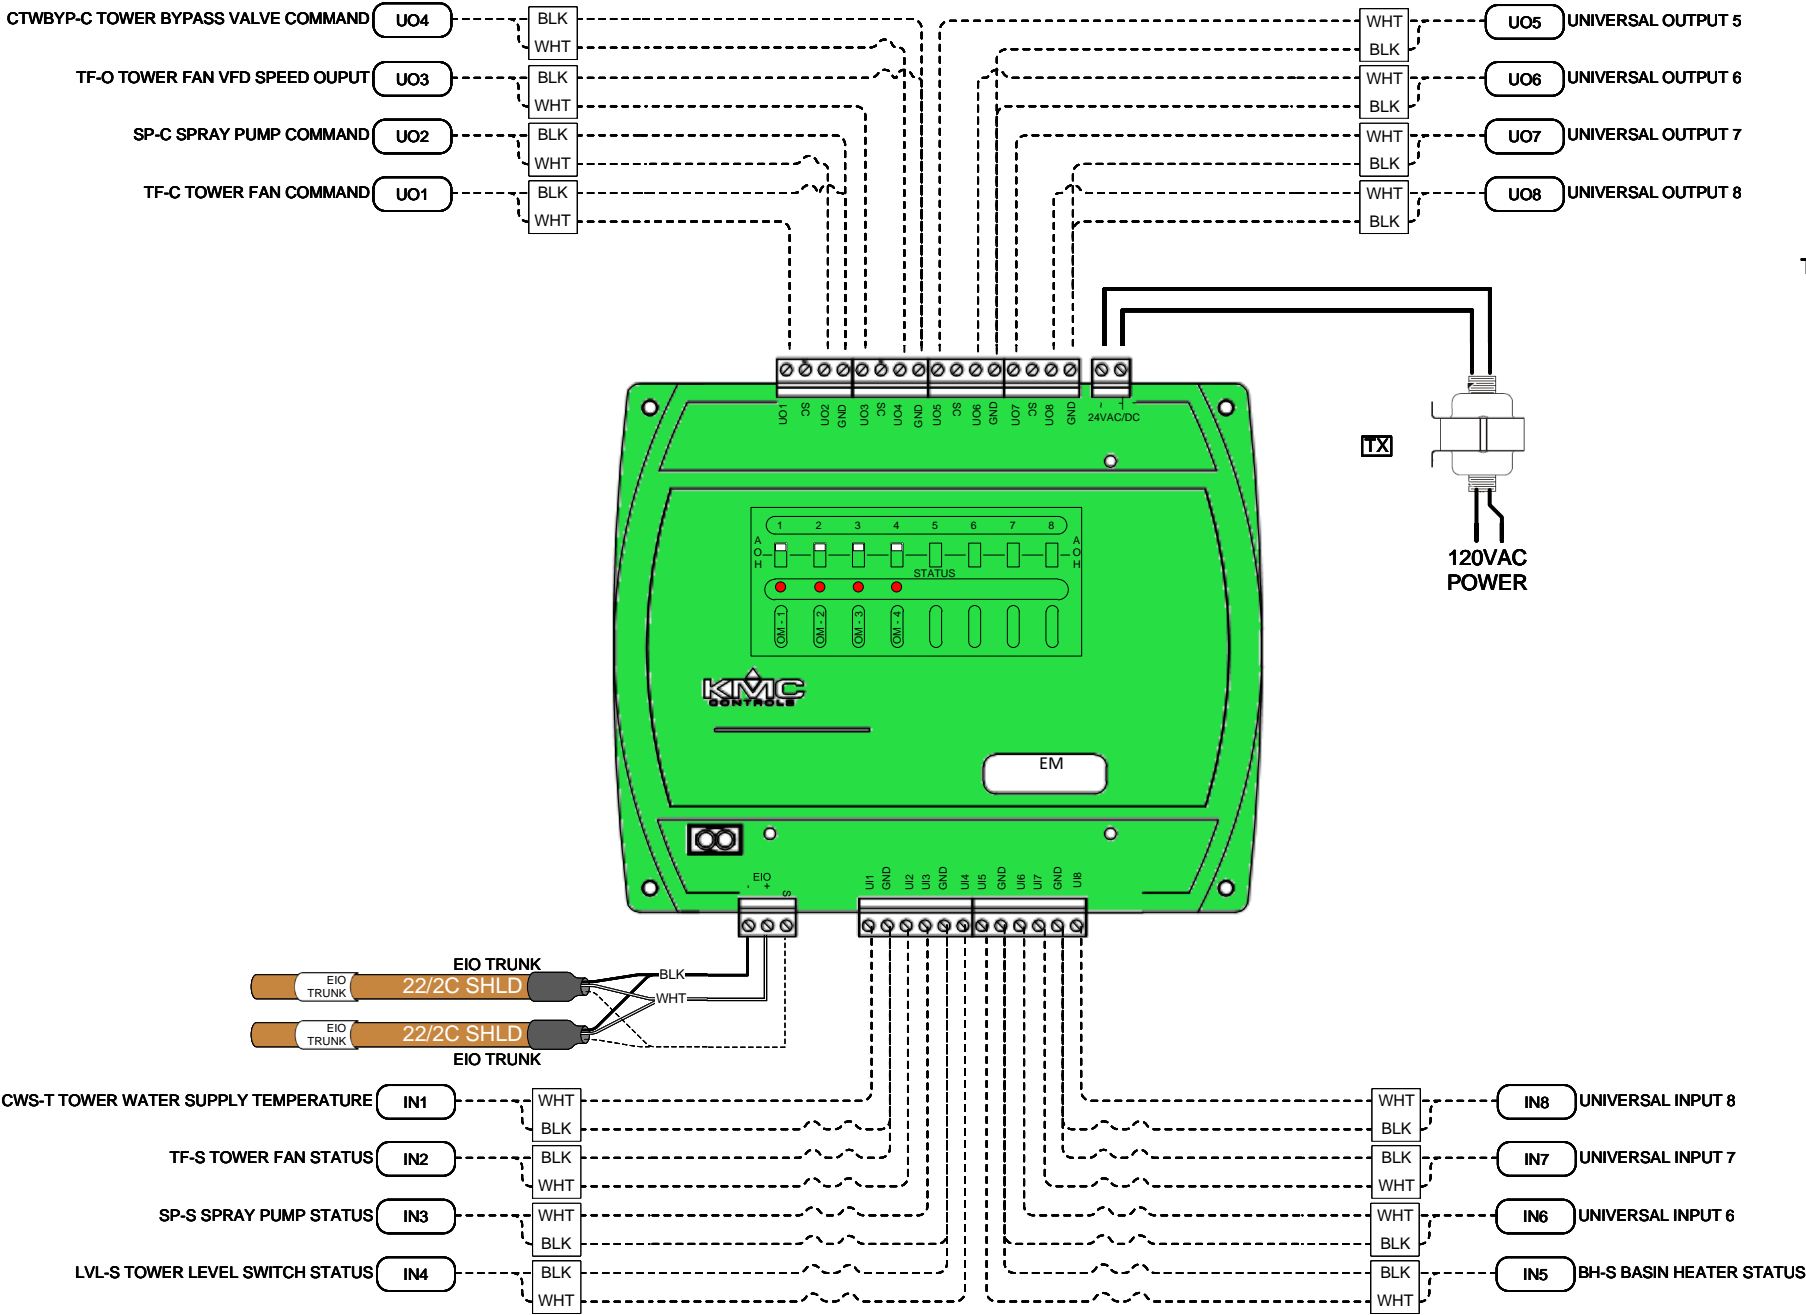 CTWBYP-C TOWER BYPASS VALVE COMMAND UO4 BLK
WHT
TF-O TOWER FAN VFD SPEED OUPUT UO3 BLK
WHT
SP-C SPRAY PUMP COMMAND UO2 BLK
WHT
TF-C TOWER FAN COMMAND UO1 BLK
WHT
WHT UO5 UNIVERSAL OUTPUT 5
BLK
WHT UO6 UNIVERSAL OUTPUT 6
BLK
WHT UO7 UNIVERSAL OUTPUT 7
BLK
WHT UO8 UNIVERSAL OUTPUT 8
BLK
UO1 SC UO2 GND UO3 SC UO4 GND UO5 SC UO6 GND UO7 SC UO8 GND
~
24VAC/DC
TX
120VAC
POWER
1 2 3 4 5 6 7 8
A
O
H
A
O
H
STATUS
OM - 1 OM - 2 OM - 3 OM - 4
KMC
CONTROLS
EM
EIO
- + S
UI1 GND UI2 UI3 GND UI4 UI5 GND UI6 UI7 GND UI8
EIO TRUNK
EIO
TRUNK
22/2C SHLD
BLK
WHT
EIO
TRUNK
22/2C SHLD
EIO TRUNK
CWS-T TOWER WATER SUPPLY TEMPERATURE IN1 WHT
BLK
TF-S TOWER FAN STATUS IN2 BLK
WHT
SP-S SPRAY PUMP STATUS IN3 WHT
BLK
LVL-S TOWER LEVEL SWITCH STATUS IN4 BLK
WHT
WHT IN8 UNIVERSAL INPUT 8
BLK
BLK IN7 UNIVERSAL INPUT 7
WHT
WHT IN6 UNIVERSAL INPUT 6
BLK
BLK IN5 BH-S BASIN HEATER STATUS
WHT